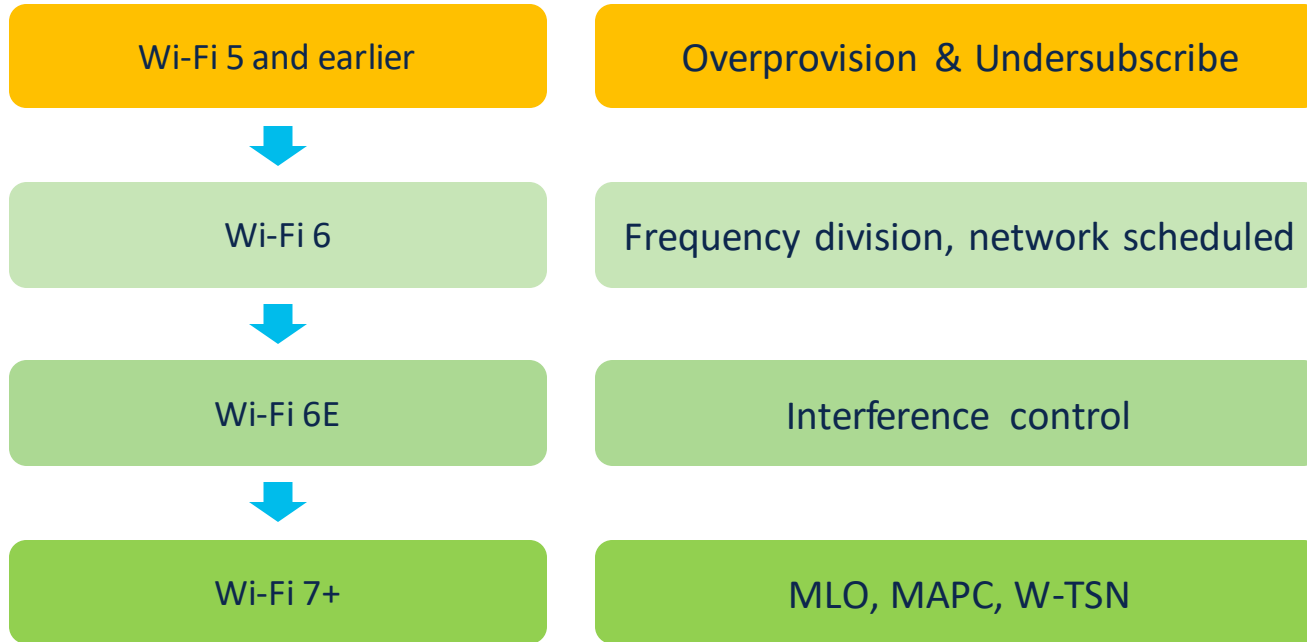 Wi-Fi 5 and earlier
Overprovision & Undersubscribe
Wi-Fi 6
Frequency division, network scheduled
Wi-Fi 6E
Interference control
Wi-Fi 7+
MLO, MAPC, W-TSN